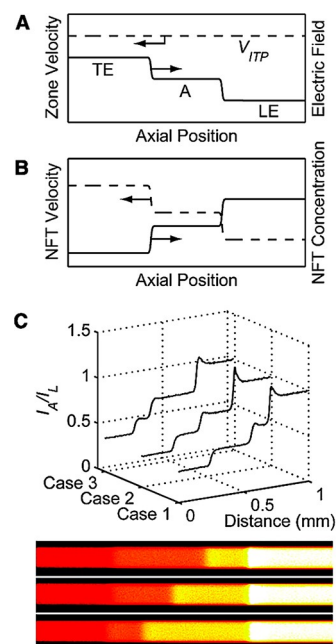 A
Zone Velocity
V_ITP
TE
A
LE
Electric Field
Axial Position
B
NFT Velocity
NFT Concentration
Axial Position
C
I_A/I_L
1.5
1
0.5
0
Case 3
Case 2
Case 1
0
0.5
1
Distance (mm)